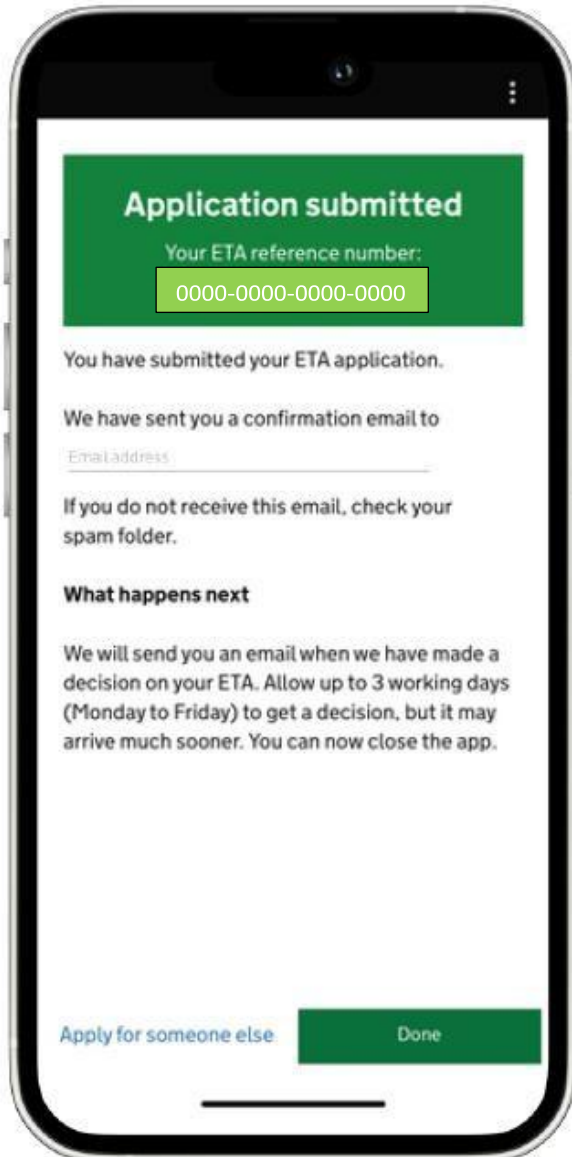 Application submitted
Your ETA reference number:
0000-0000-0000-0000
You have submitted your ETA application.
We have sent you a confirmation email to
Email address
If you do not receive this email, check your
spam folder.
What happens next
We will send you an email when we have made a
decision on your ETA. Allow up to 3 working days
(Monday to Friday) to get a decision, but it may
arrive much sooner. You can now close the app.
Apply for someone else
Done